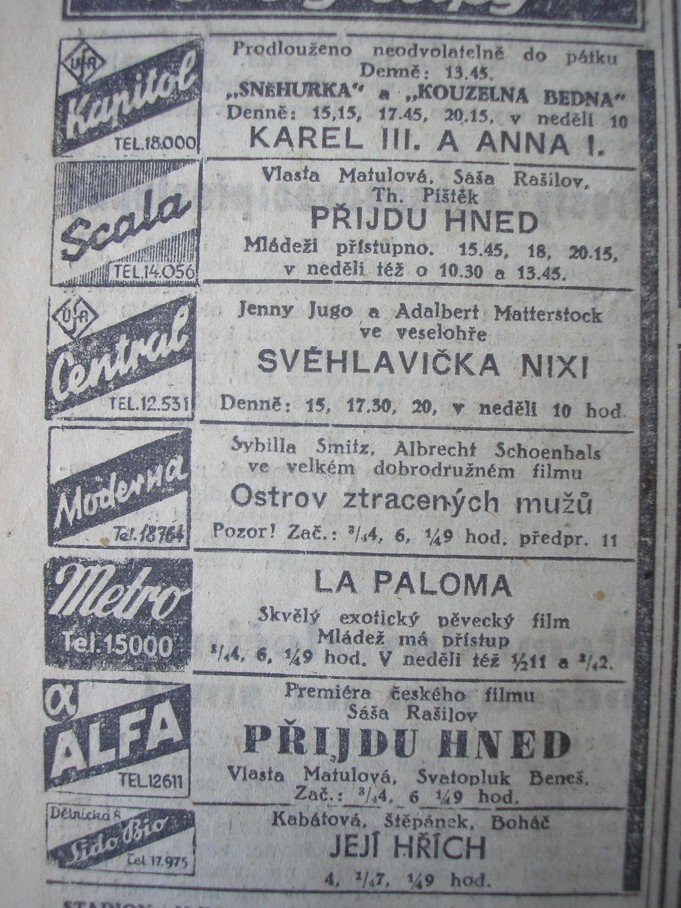 UFA
Kapitol
TEL.18.000
Prodlouženo neodvolatelně do pátku
Denně: 13.45.
„SNĚHURKA" a „KOUZELNA BEDNA"
Denně: 15,15, 17.45, 20.15, v neděli 10
KAREL III. A ANNA I.
Scala
TEL.14.056
Vlasta Matulová, Sáša Rašilov,
Th. Pištěk
PŘIJDU HNED
Mládeži přístupno. 15.45, 18, 20.15,
v neděli též o 10.30 a 13.45.
UFA
Central
TEL.12.531
Jenny Jugo a Adalbert Matterstock
ve veselohře
SVÉHLAVIČKA NIXI
Denně: 15, 17.30, 20, v neděli 10 hod.
Moderna
Tel.18764
Sybilla Smitz, Albrecht Schoenhals
ve velkém dobrodružném filmu
Ostrov ztracených mužů
Pozor! Zač.: ¾4, 6, ¼9 hod. předpr. 11
Metro
Tel.15000
LA PALOMA
Skvělý exotický pěvecký film
Mládež má přístup
¾4, 6, ¼9 hod. V neděli též ½11 a ¾2.
α
ALFA
TEL.12611
Premiéra českého filmu
Sáša Rašilov
PŘIJDU HNED
Vlasta Matulová, Svatopluk Beneš.
Zač.: ¾4, 6 ¼9 hod.
Dělnická 8
Lido Bio
Tel 17.975
Kabátová, Štěpánek, Boháč
JEJÍ HŘÍCH
4, ¼7, ¼9 hod.